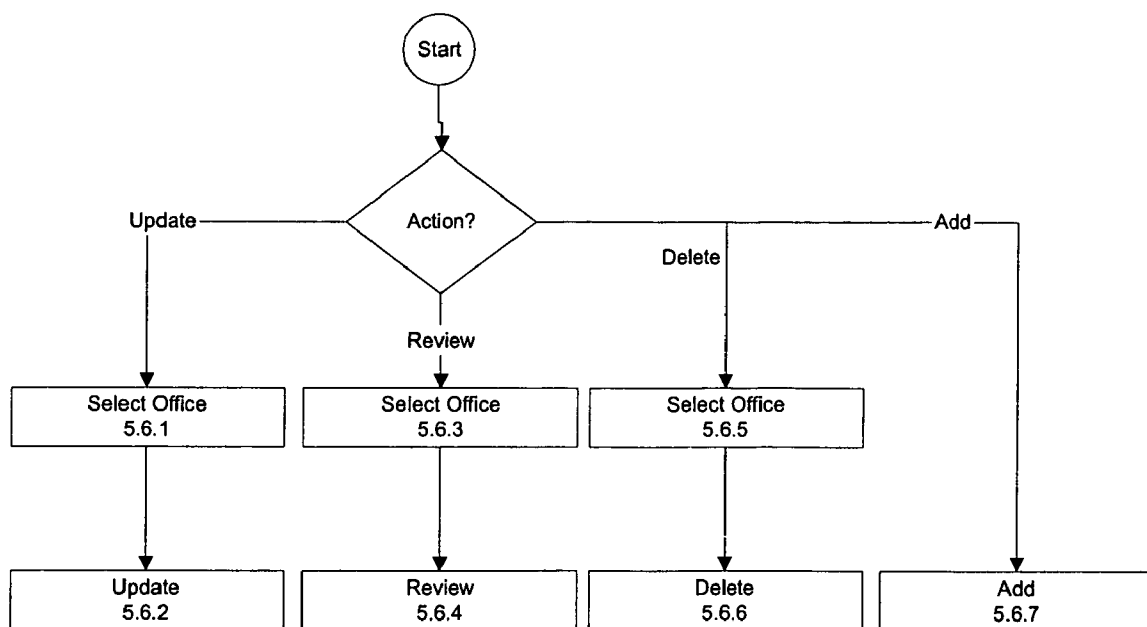 Start
Action?
Update
Add
Delete
Review
Select Office
5.6.1
Select Office
5.6.3
Select Office
5.6.5
Update
5.6.2
Review
5.6.4
Delete
5.6.6
Add
5.6.7